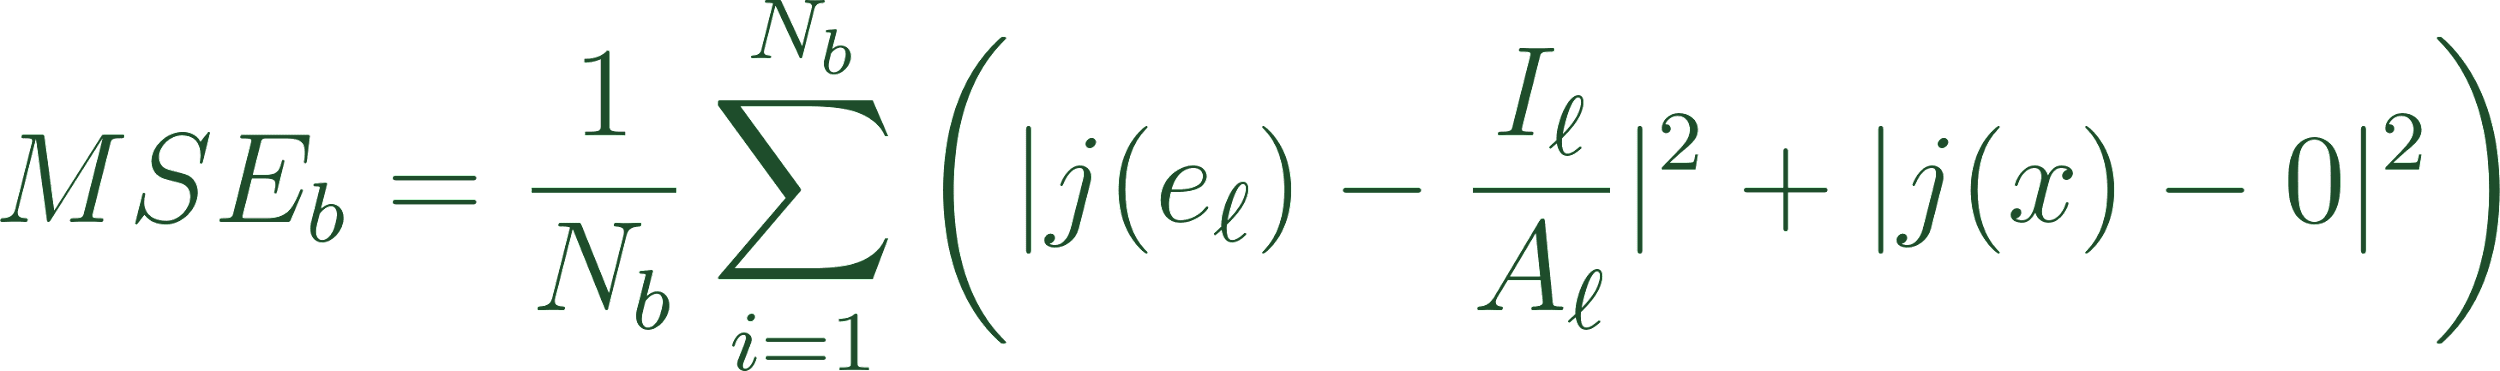 $MSE_b = \frac{1}{N_b} \sum_{i=1}^{N_b} \left( |j(e_\ell) - \frac{I_\ell}{A_\ell}|^2 + |j(x) - 0|^2 \right)$